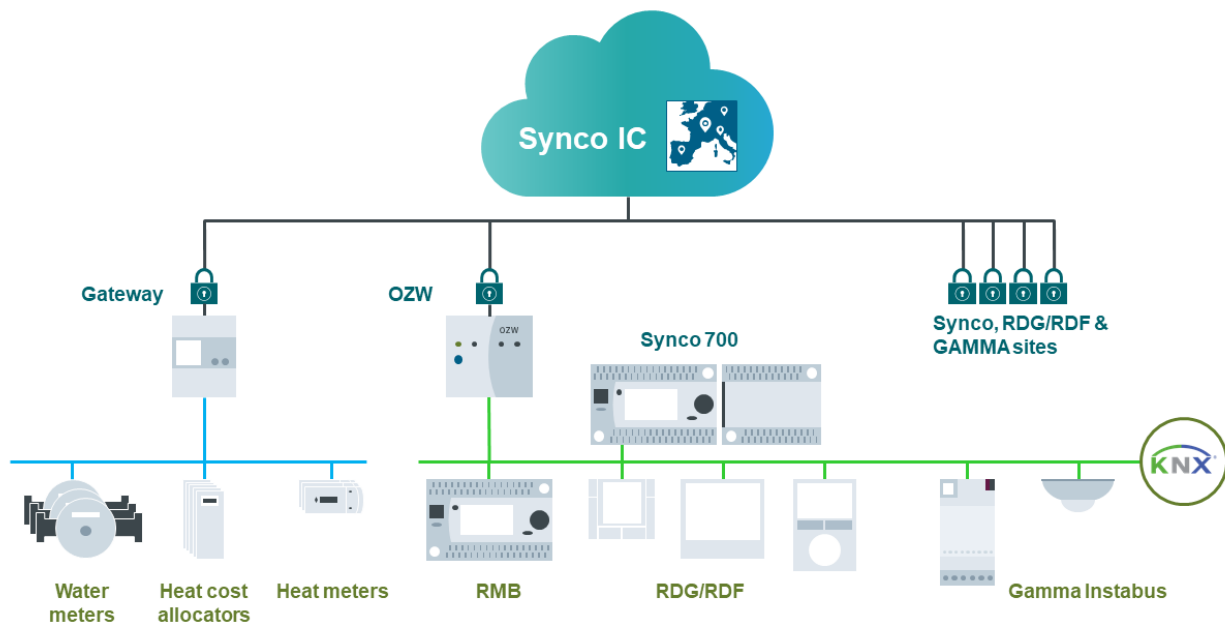 Synco IC
Gateway
OZW
OZW
Synco, RDG/RDF &
GAMMA sites
Synco 700
KNX
Water
meters
Heat cost
allocators
Heat meters
RMB
RDG/RDF
Gamma Instabus